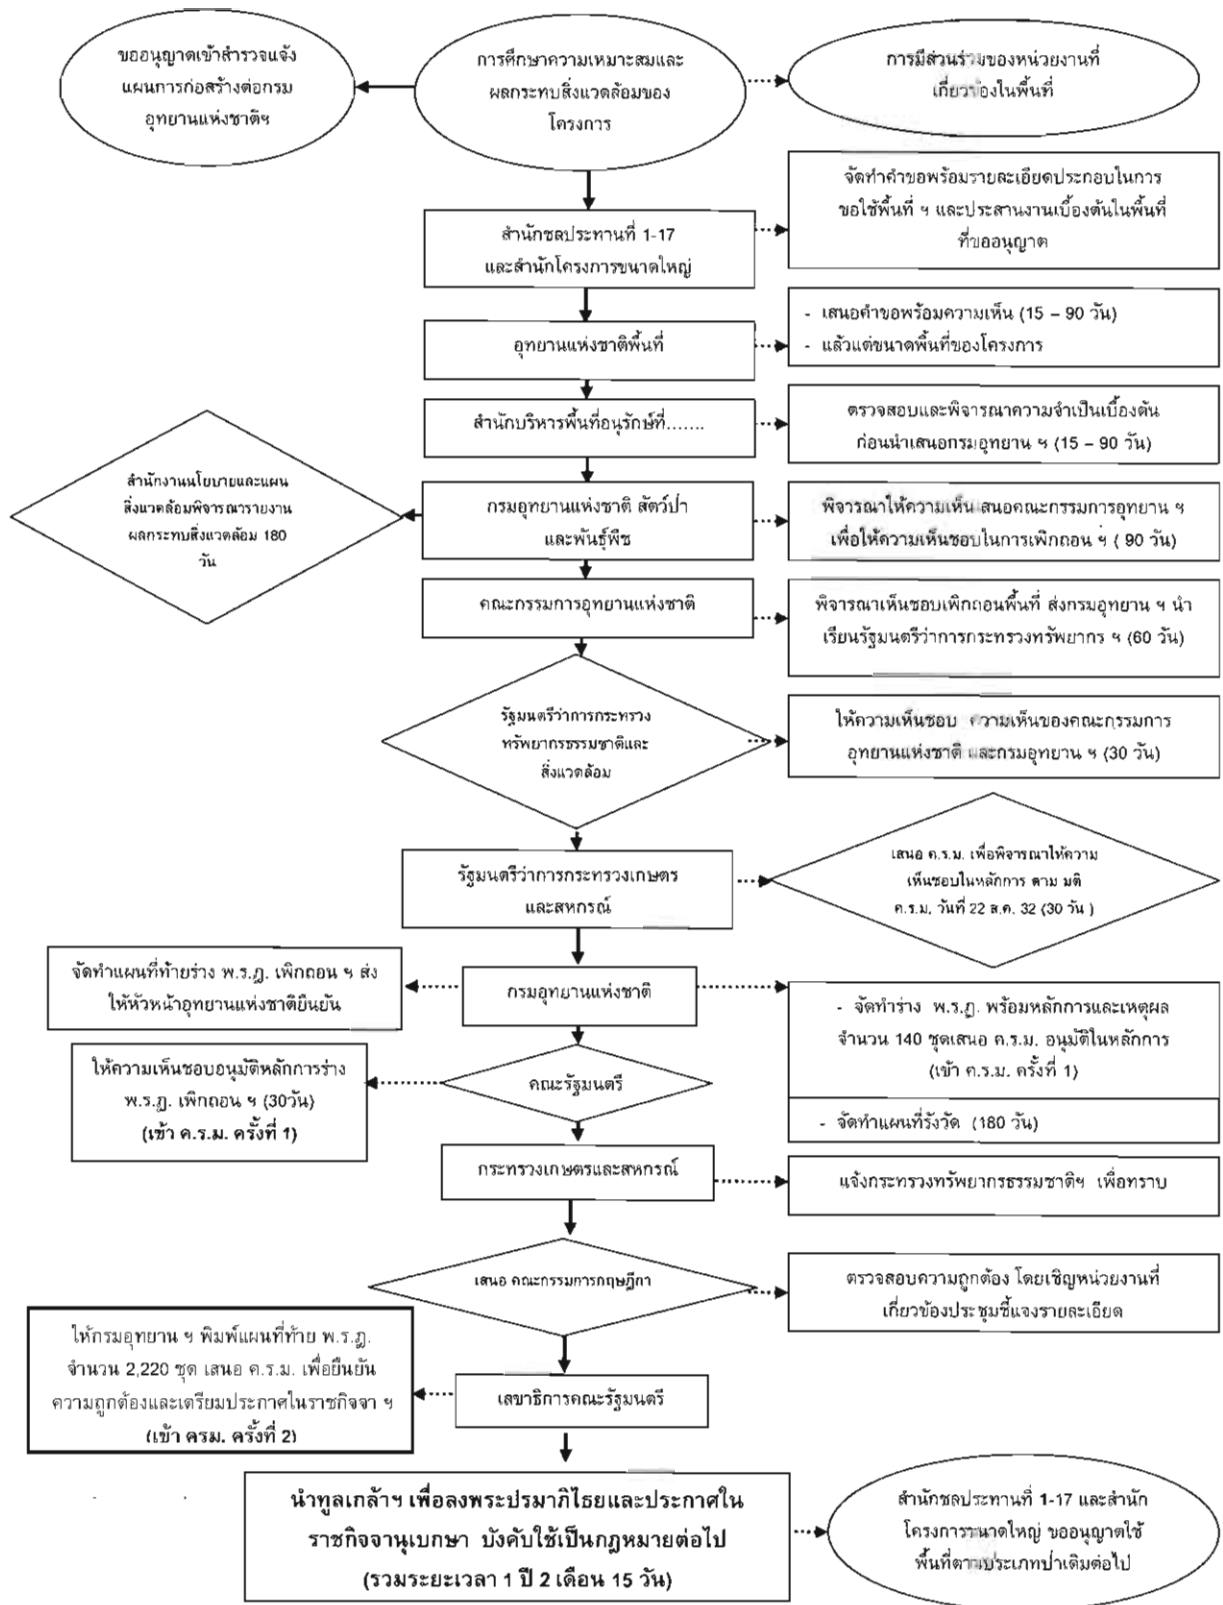 ขออนุญาตเข้าสำรวจแจ้ง
แผนการก่อสร้างต่อกรม
อุทยานแห่งชาติฯ
การศึกษาความเหมาะสมและ
ผลกระทบสิ่งแวดล้อมของ
โครงการ
การมีส่วนร่วมของหน่วยงานที่
เกี่ยวข้องในพื้นที่
สำนักชลประทานที่ 1-17
และสำนักโครงการขนาดใหญ่
จัดทำคำขอพร้อมรายละเอียดประกอบในการ
ขอใช้พื้นที่ ฯ และประสานงานเบื้องต้นในพื้นที่
ที่ขออนุญาต
อุทยานแห่งชาติพื้นที่
- เสนอคำขอพร้อมความเห็น (15 – 90 วัน)
- แล้วแต่ขนาดพื้นที่ของโครงการ
สำนักบริหารพื้นที่อนุรักษ์ที่.......
ตรวจสอบและพิจารณาความจำเป็นเบื้องต้น
ก่อนนำเสนอกรมอุทยาน ฯ (15 – 90 วัน)
สำนักงานนโยบายและแผน
สิ่งแวดล้อมพิจารณารายงาน
ผลกระทบสิ่งแวดล้อม 180
วัน
กรมอุทยานแห่งชาติ สัตว์ป่า
และพันธุ์พืช
พิจารณาให้ความเห็น สนอคณะกรรมการอุทยาน ฯ
เพื่อให้ความเห็นชอบในการเพิกถอน ฯ ( 90 วัน)
คณะกรรมการอุทยานแห่งชาติ
พิจารณาเห็นชอบเพิกถอนพื้นที่ ส่งกรมอุทยาน ฯ นำ
เรียนรัฐมนตรีว่าการกระทรวงทรัพยากร ฯ (60 วัน)
รัฐมนตรีว่าการกระทรวง
ทรัพยากรธรรมชาติและ
สิ่งแวดล้อม
ให้ความเห็นชอบ ความเห็นของคณะกรรมการ
อุทยานแห่งชาติ และกรมอุทยาน ฯ (30 วัน)
รัฐมนตรีว่าการกระทรวงเกษตร
และสหกรณ์
เสนอ ค.ร.ม. เพื่อพิจารณาให้ความ
เห็นชอบในหลักการ ตาม มติ
ค.ร.ม. วันที่ 22 ส.ค. 32 (30 วัน )
จัดทำแผนที่ท้ายร่าง พ.ร.ฎ. เพิกถอน ฯ ส่ง
ให้หัวหน้าอุทยานแห่งชาติยืนยัน
กรมอุทยานแห่งชาติ
- จัดทำร่าง พ.ร.ฎ. พร้อมหลักการและเหตุผล
จำนวน 140 ชุดเสนอ ค.ร.ม. อนุมัติในหลักการ
(เข้า ค.ร.ม. ครั้งที่ 1)
- จัดทำแผนที่รังวัด (180 วัน)
ให้ความเห็นชอบอนุมัติหลักการร่าง
พ.ร.ฎ. เพิกถอน ฯ (30วัน)
(เข้า ค.ร.ม. ครั้งที่ 1)
คณะรัฐมนตรี
กระทรวงเกษตรและสหกรณ์
แจ้งกระทรวงทรัพยากรธรรมชาติฯ เพื่อทราบ
เสนอ คณะกรรมการกฤษฎีกา
ตรวจสอบความถูกต้อง โดยเชิญหน่วยงานที่
เกี่ยวข้องประชุมชี้แจงรายละเอียด
ให้กรมอุทยาน ฯ พิมพ์แผนที่ท้าย พ.ร.ฎ.
จำนวน 2,220 ชุด เสนอ ค.ร.ม. เพื่อยืนยัน
ความถูกต้องและเตรียมประกาศในราชกิจจา ฯ
(เข้า ครม. ครั้งที่ 2)
เลขาธิการคณะรัฐมนตรี
นำทูลเกล้าฯ เพื่อลงพระปรมาภิไธยและประกาศใน
ราชกิจจานุเบกษา บังคับใช้เป็นกฎหมายต่อไป
(รวมระยะเวลา 1 ปี 2 เดือน 15 วัน)
สำนักชลประทานที่ 1-17 และสำนัก
โครงการขนาดใหญ่ ขออนุญาตใช้
พื้นที่ตามประเภทป่าเดิมต่อไป